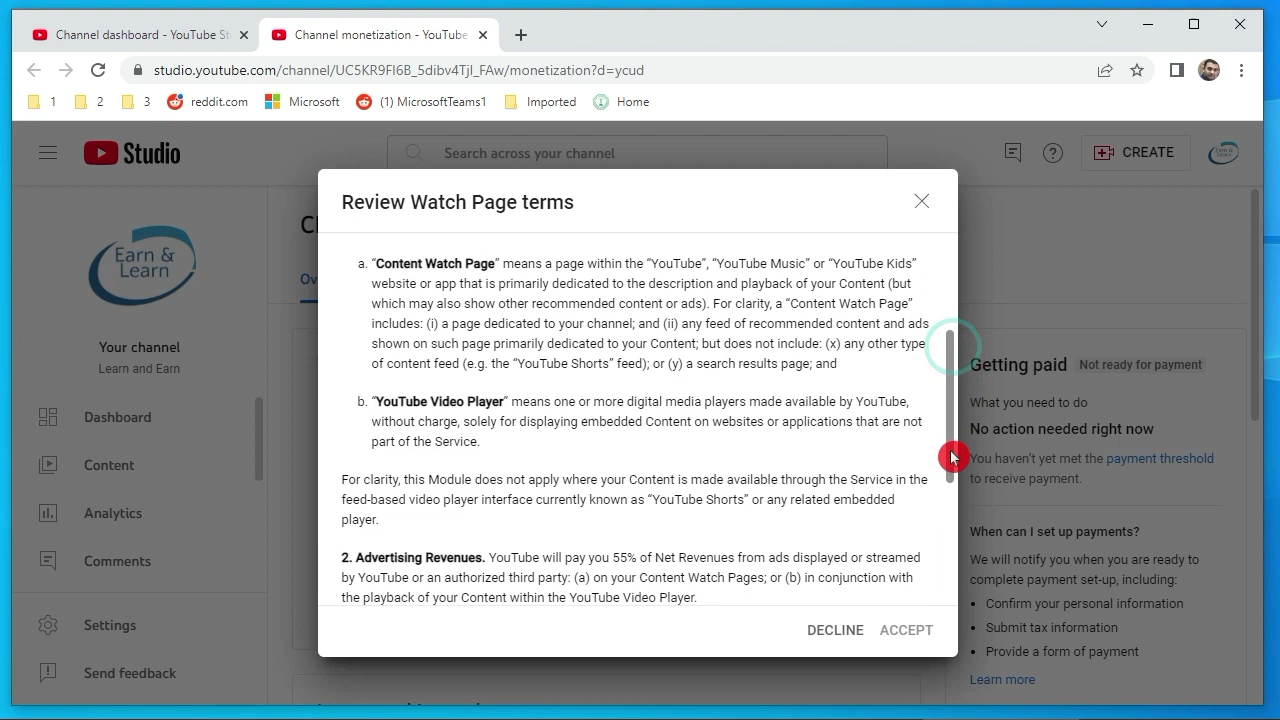 Channel dashboard - YouTube St
Channel monetization - YouTube
studio.youtube.com/channel/UC5KR9FI6B_5dibv4TjI_FAw/monetization?d=ycud
1
2
3
reddit.com
Microsoft
(1) MicrosoftTeams1
Imported
Home
Studio
Search across your channel
CREATE
Earn &
Learn
Your channel
Learn and Earn
Dashboard
Content
Analytics
Comments
Settings
Send feedback
Ov
Review Watch Page terms
a. “Content Watch Page” means a page within the “YouTube”, “YouTube Music” or “YouTube Kids”
website or app that is primarily dedicated to the description and playback of your Content (but
which may also show other recommended content or ads). For clarity, a “Content Watch Page”
includes: (i) a page dedicated to your channel; and (ii) any feed of recommended content and ads
shown on such page primarily dedicated to your Content; but does not include: (x) any other type
of content feed (e.g. the “YouTube Shorts” feed); or (y) a search results page; and
b. “YouTube Video Player” means one or more digital media players made available by YouTube,
without charge, solely for displaying embedded Content on websites or applications that are not
part of the Service.
For clarity, this Module does not apply where your Content is made available through the Service in the
feed-based video player interface currently known as “YouTube Shorts” or any related embedded
player.
2. Advertising Revenues. YouTube will pay you 55% of Net Revenues from ads displayed or streamed
by YouTube or an authorized third party: (a) on your Content Watch Pages; or (b) in conjunction with
the playback of your Content within the YouTube Video Player.
DECLINE
ACCEPT
Getting paid
Not ready for payment
What you need to do
No action needed right now
You haven’t yet met the payment threshold
to receive payment.
When can I set up payments?
We will notify you when you are ready to
complete payment set-up, including:
• Confirm your personal information
• Submit tax information
• Provide a form of payment
Learn more